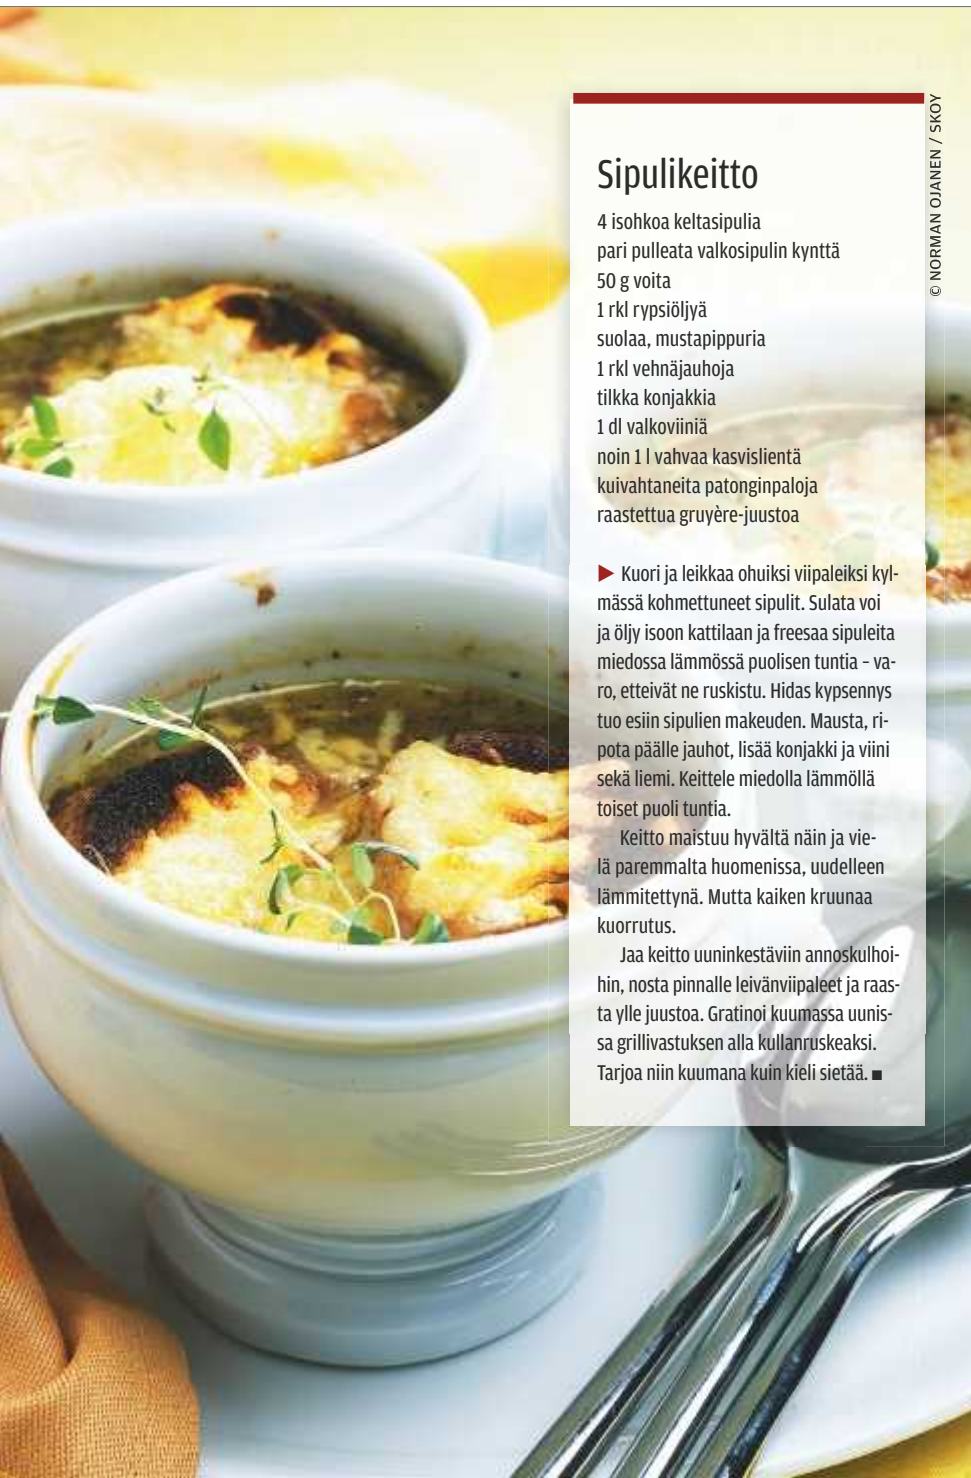 Sipulikeitto
4 isohkoa keltasipulia
pari pulleata valkosipulin kynttä
50 g voita
1 rkl rypsiöljyä
suolaa, mustapippuria
1 rkl vehnäjauhoja
tilkka konjakkia
1 dl valkoviiniä
noin 1 l vahvaa kasvislientä
kuivahtaneita patonginpaloja
raastettua gruyère-juustoa
▶ Kuori ja leikkaa ohuiksi viipaleiksi kyl-
mässä kohmettuneet sipulit. Sulata voi
ja öljy isoon kattilaan ja freesaa sipuleita
miedossa lämmössä puolisen tuntia – va-
ro, etteivät ne ruskistu. Hidas kypsennys
tuo esiin sipulien makeuden. Mausta, ri-
pota päälle jauhot, lisää konjakki ja viini
sekä liemi. Keittele miedolla lämmöllä
toiset puoli tuntia.
Keitto maistuu hyvältä näin ja vie-
lä paremmalta huomenissa, uudelleen
lämmitettynä. Mutta kaiken kruunaa
kuorrutus.
Jaa keitto uuninkestäviin annoskulhoi-
hin, nosta pinnalle leivänviipaleet ja raas-
ta ylle juustoa. Gratinoi kuumassa uunis-
sa grillivastuksen alla kullanruskeaksi.
Tarjoa niin kuumana kuin kieli sietää. ■
© NORMAN OJANEN / SKOY